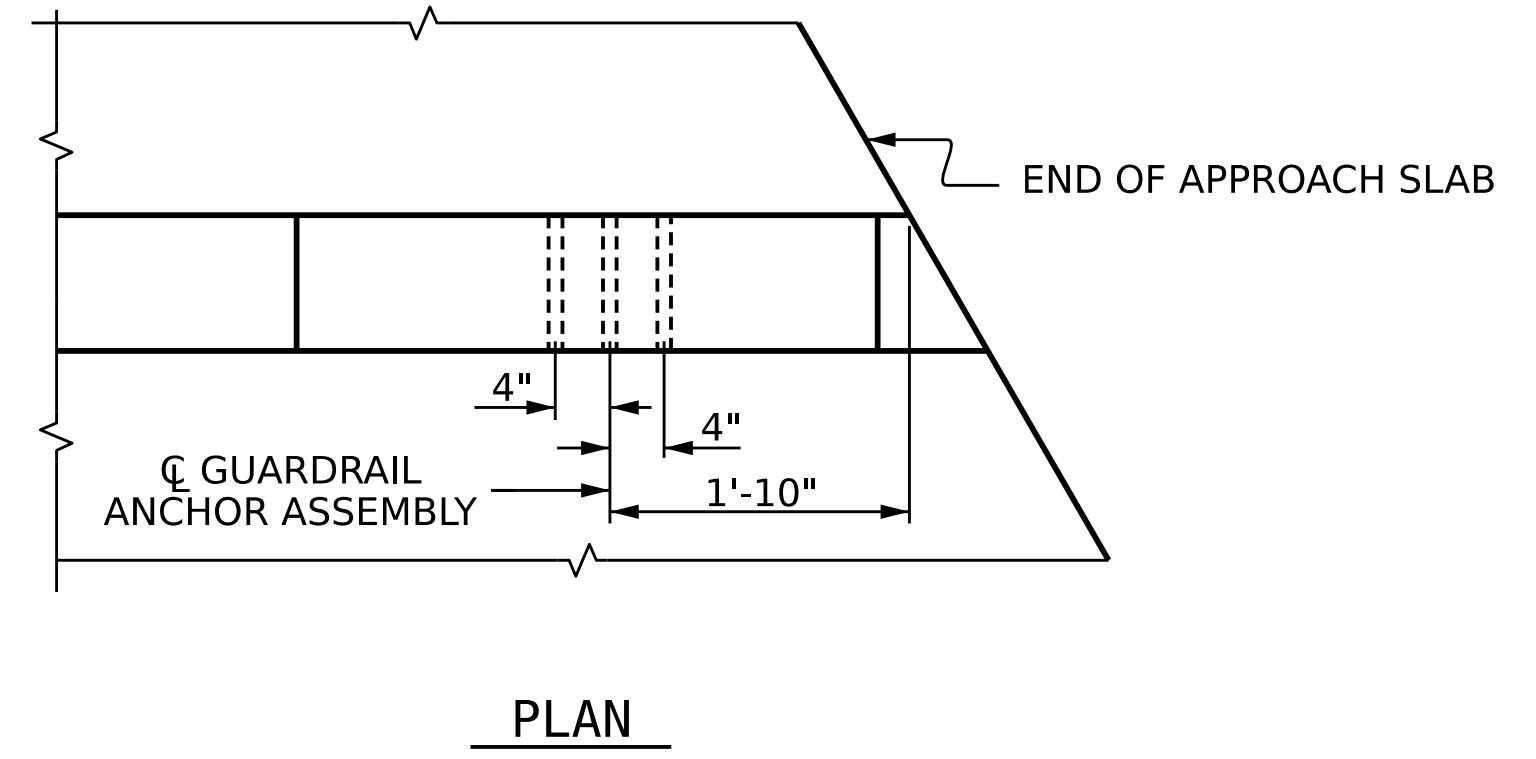 END OF APPROACH SLAB
4"
4"
℄ GUARDRAIL
ANCHOR ASSEMBLY
1'-10"
PLAN